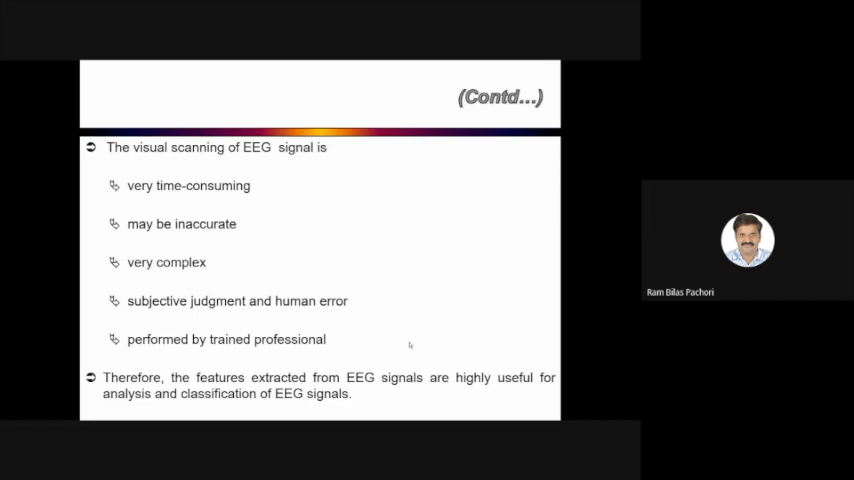 (Contd...)
The visual scanning of EEG signal is
very time-consuming
may be inaccurate
very complex
subjective judgment and human error
performed by trained professional
Therefore, the features extracted from EEG signals are highly useful for
analysis and classification of EEG signals.
Ram Bilas Pachori